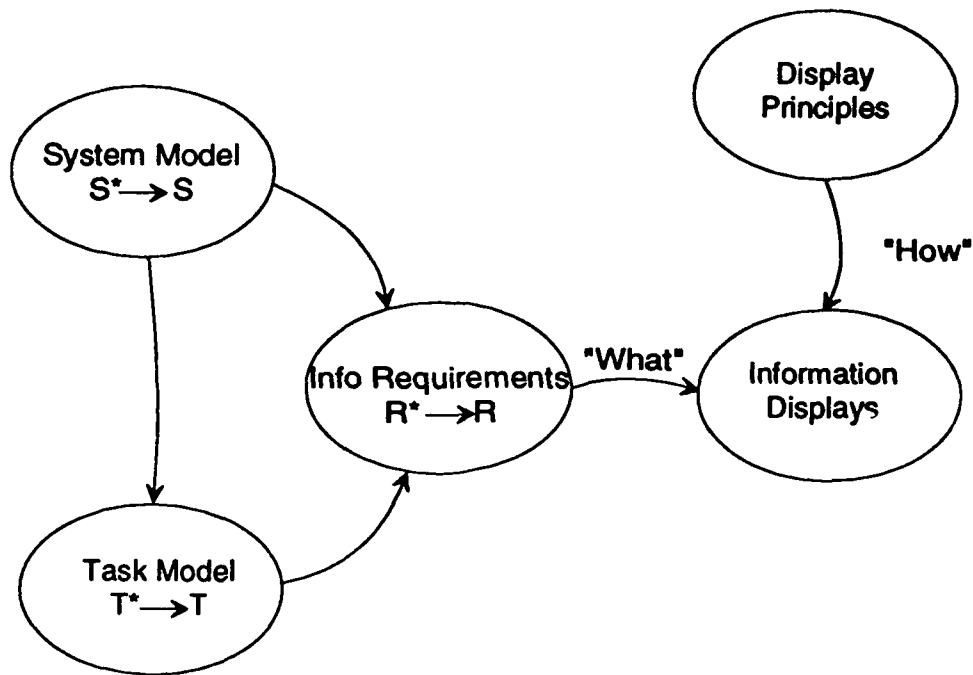 System Model
S* → S
Task Model
T* → T
Info Requirements
R* → R
"What"
Display
Principles
"How"
Information
Displays